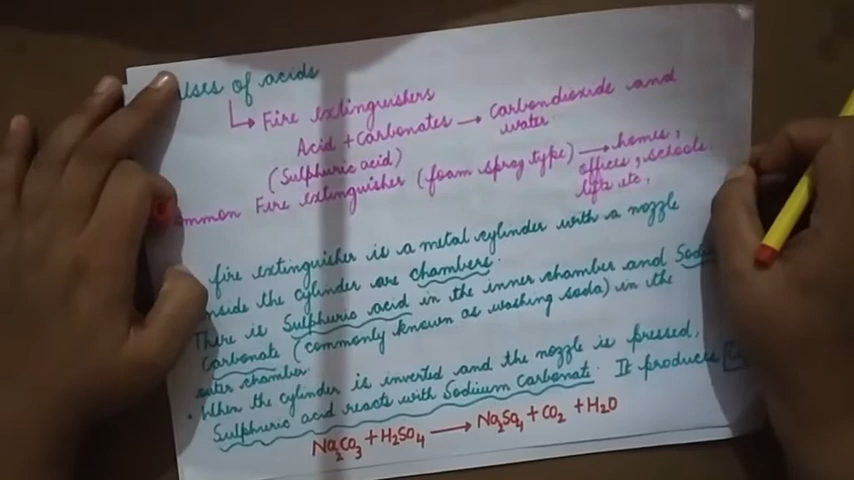 Uses of acids
↳ Fire extinguishers
Acid + Carbonates → Carbondioxide and
water
(Sulphuric acid)
Common Fire extinguisher (foam spray type) → homes,
offices, schools,
lifts etc.
fire extinguisher is a metal cylinder with a nozzle
inside the cylinder are chambers.
There is Sulphuric acid in the inner chamber and
Carbonate (commonly known as washing soda) in the
outer chamber
• When the cylinder is inverted and the nozzle is pressed,
Sulphuric acid reacts with Sodium Carbonate. It produces
Na₂CO₃ + H₂SO₄ → Na₂SO₄ + CO₂ + H₂O